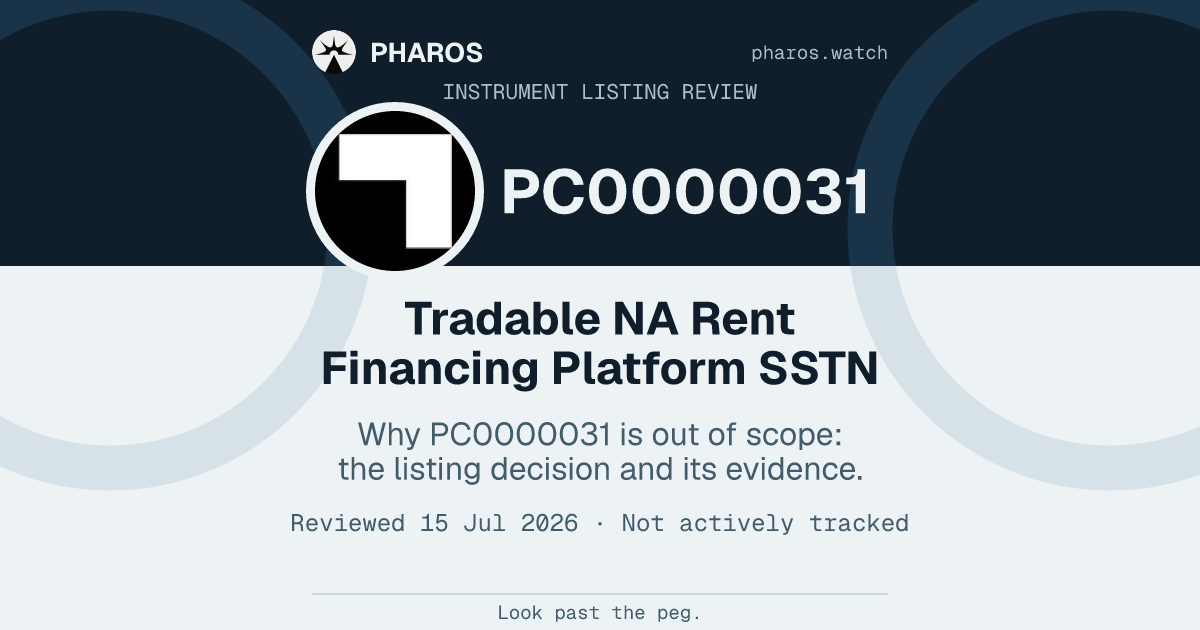 PHAROS
pharos.watch
INSTRUMENT LISTING REVIEW
PC0000031
Tradable NA Rent
Financing Platform SSTN
Why PC0000031 is out of scope:
the listing decision and its evidence.
Reviewed 15 Jul 2026 · Not actively tracked
Look past the peg.